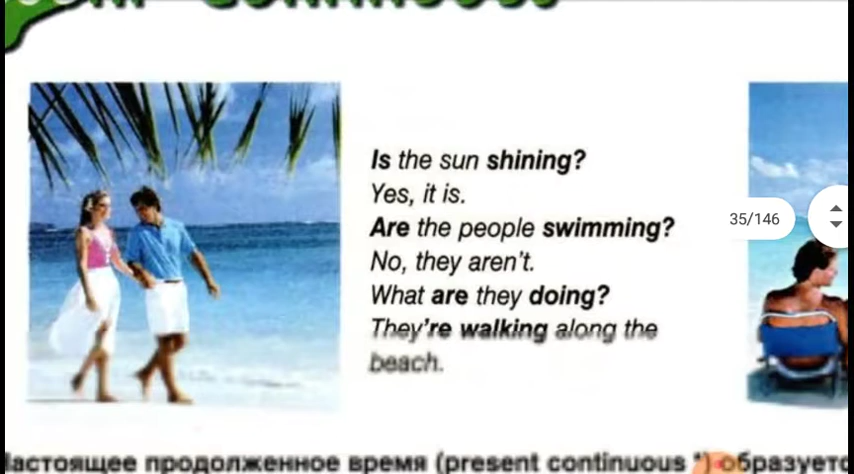 Is the sun shining?
Yes, it is.
Are the people swimming?
No, they aren't.
What are they doing?
They're walking along the
beach.
35/146
продолженное время (present continuous